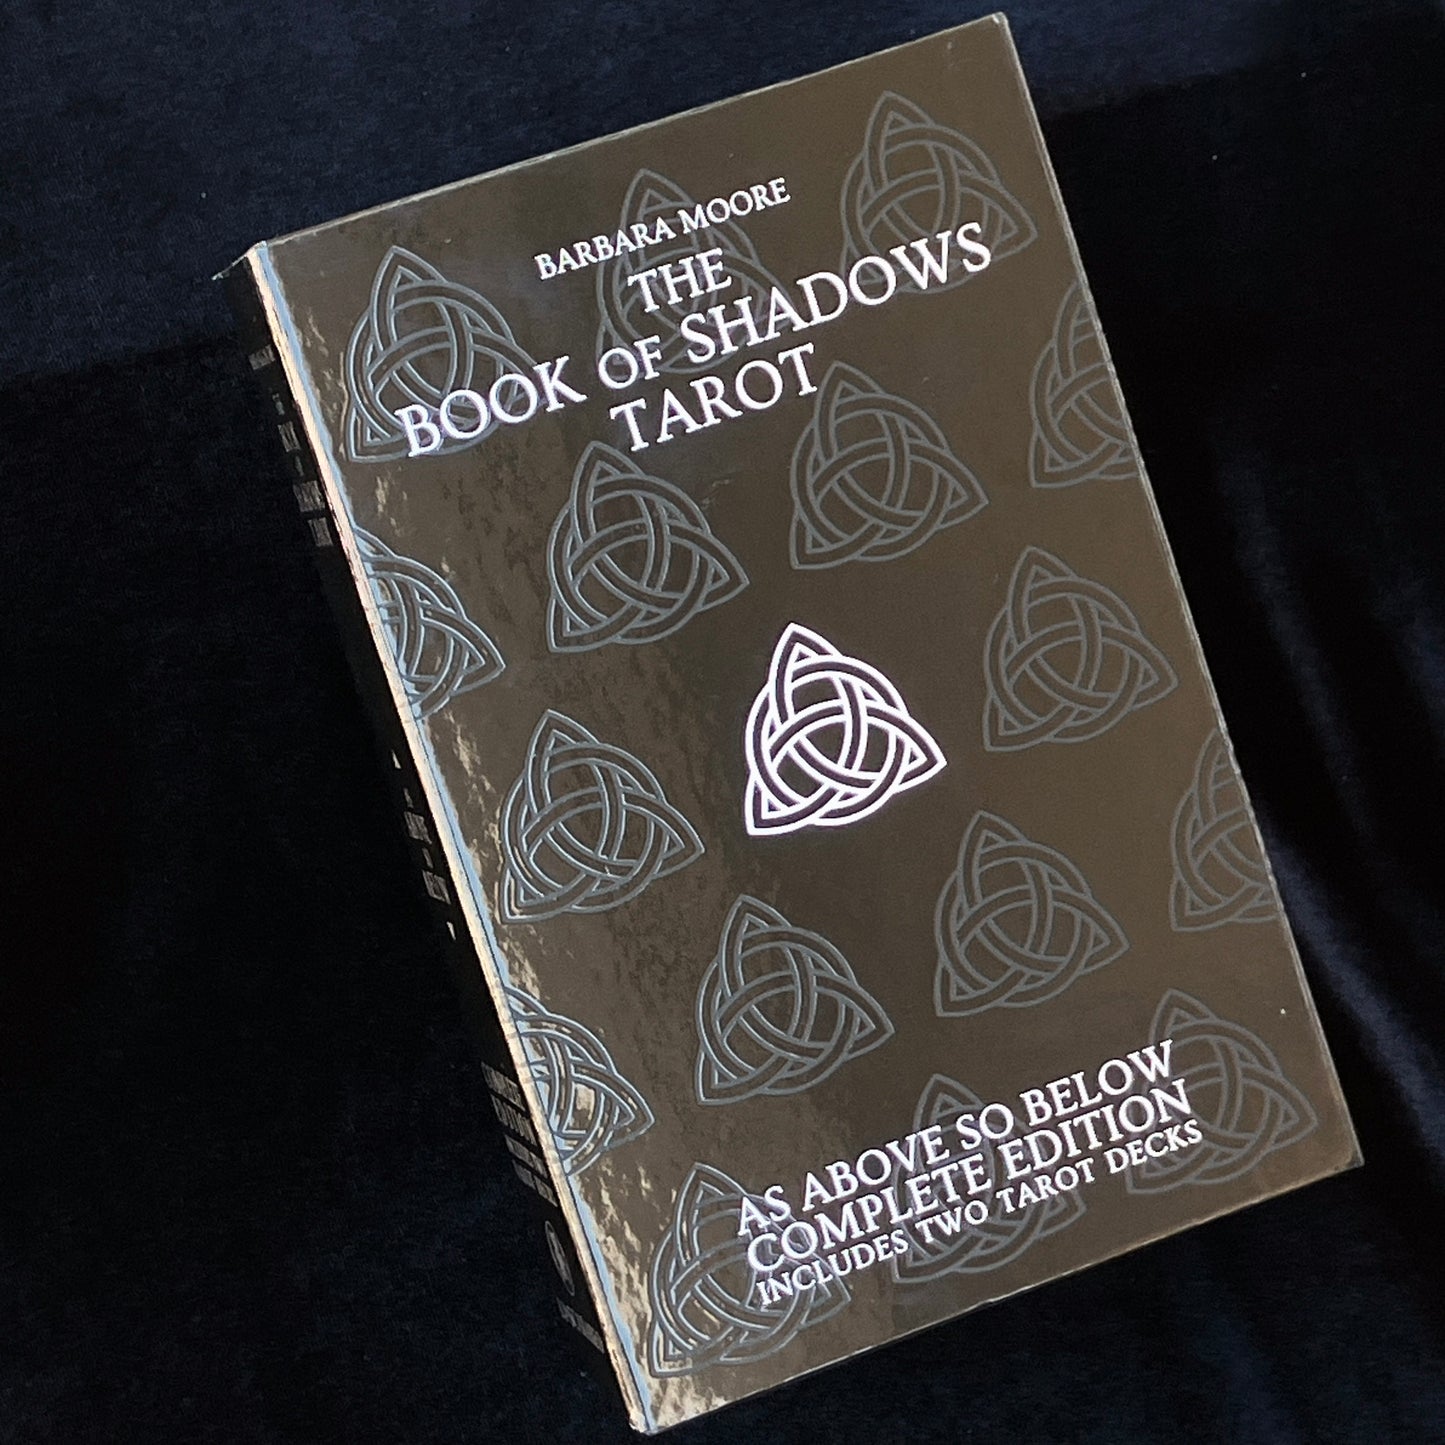 BARBARA MOORE
THE
BOOK OF SHADOWS
TAROT
AS ABOVE SO BELOW
COMPLETE EDITION
INCLUDES TWO TAROT DECKS